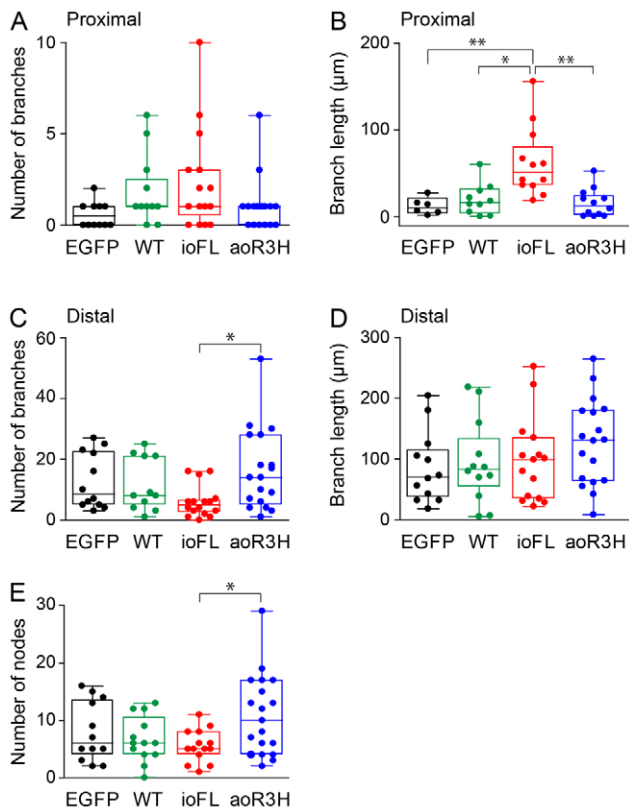 A Proximal
Number of branches
10
5
0
EGFP WT ioFL aoR3H
B Proximal
Branch length (μm)
200
100
0
** * **
EGFP WT ioFL aoR3H
C Distal
Number of branches
60
40
20
0
*
EGFP WT ioFL aoR3H
D Distal
Branch length (μm)
300
200
100
0
EGFP WT ioFL aoR3H
E
Number of nodes
30
20
10
0
*
EGFP WT ioFL aoR3H